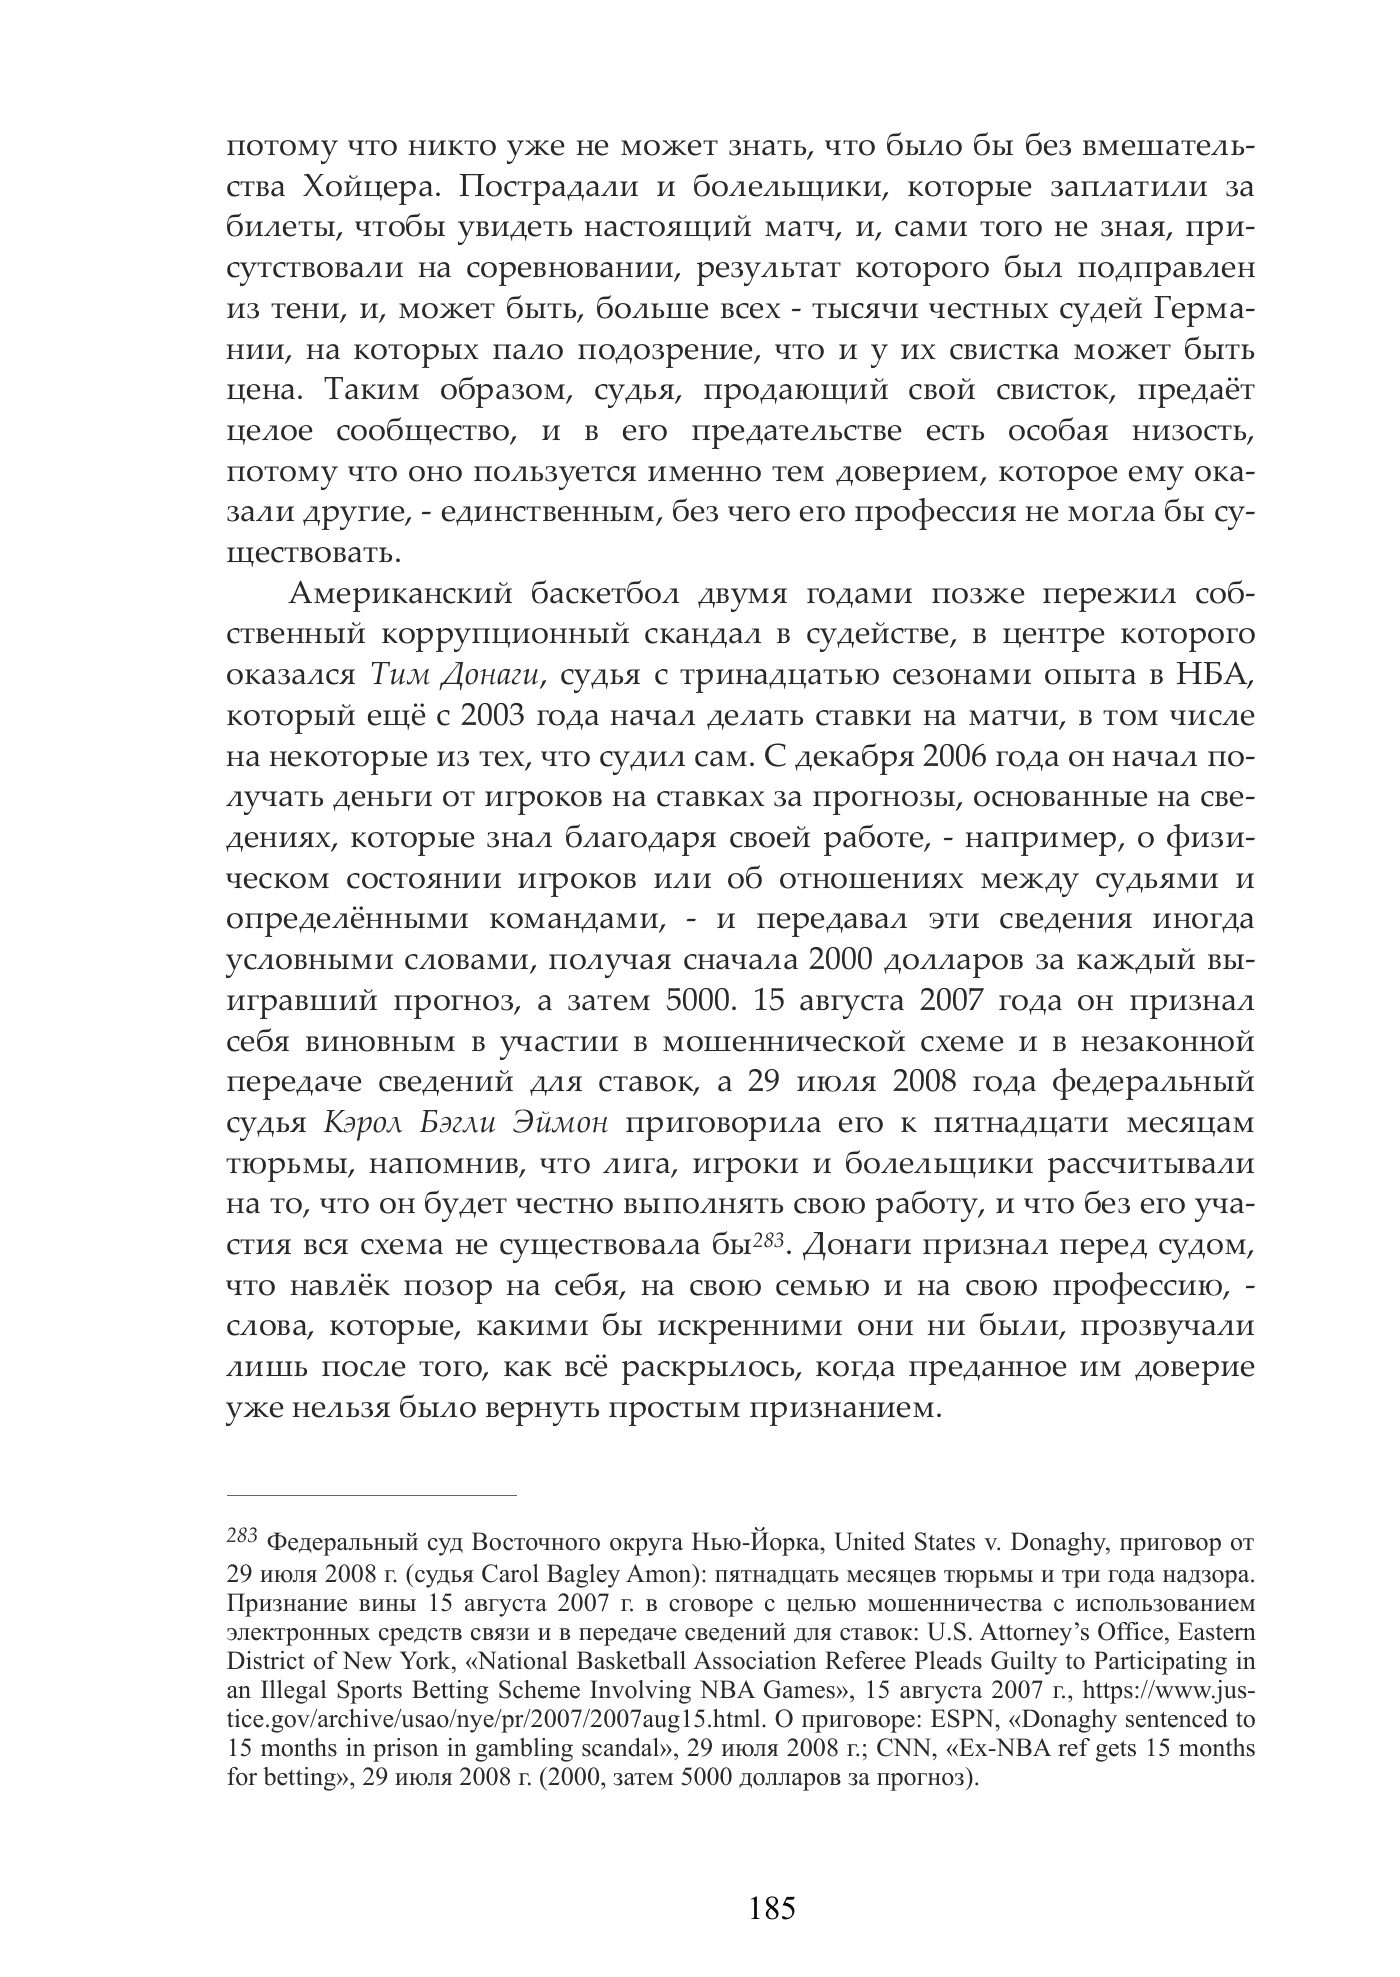 потому что никто уже не может знать, что было бы без вмешатель-
ства Хойцера. Пострадали и болельщики, которые заплатили за
билеты, чтобы увидеть настоящий матч, и, сами того не зная, при-
сутствовали на соревновании, результат которого был подправлен
из тени, и, может быть, больше всех - тысячи честных судей Герма-
нии, на которых пало подозрение, что и у их свистка может быть
цена. Таким образом, судья, продающий свой свисток, предаёт
целое сообщество, и в его предательстве есть особая низость,
потому что оно пользуется именно тем доверием, которое ему ока-
зали другие, - единственным, без чего его профессия не могла бы су-
ществовать.
Американский баскетбол двумя годами позже пережил соб-
ственный коррупционный скандал в судействе, в центре которого
оказался Тим Донаги, судья с тринадцатью сезонами опыта в НБА,
который ещё с 2003 года начал делать ставки на матчи, в том числе
на некоторые из тех, что судил сам. С декабря 2006 года он начал по-
лучать деньги от игроков на ставках за прогнозы, основанные на све-
дениях, которые знал благодаря своей работе, - например, о физи-
ческом состоянии игроков или об отношениях между судьями и
определёнными командами, - и передавал эти сведения иногда
условными словами, получая сначала 2000 долларов за каждый вы-
игравший прогноз, а затем 5000. 15 августа 2007 года он признал
себя виновным в участии в мошеннической схеме и в незаконной
передаче сведений для ставок, а 29 июля 2008 года федеральный
судья Кэрол Бэгли Эймон приговорила его к пятнадцати месяцам
тюрьмы, напомнив, что лига, игроки и болельщики рассчитывали
на то, что он будет честно выполнять свою работу, и что без его уча-
стия вся схема не существовала бы283. Донаги признал перед судом,
что навлёк позор на себя, на свою семью и на свою профессию, -
слова, которые, какими бы искренними они ни были, прозвучали
лишь после того, как всё раскрылось, когда преданное им доверие
уже нельзя было вернуть простым признанием.
283 Федеральный суд Восточного округа Нью-Йорка, United States v. Donaghy, приговор от
29 июля 2008 г. (судья Carol Bagley Amon): пятнадцать месяцев тюрьмы и три года надзора.
Признание вины 15 августа 2007 г. в сговоре с целью мошенничества с использованием
электронных средств связи и в передаче сведений для ставок: U.S. Attorney’s Office, Eastern
District of New York, «National Basketball Association Referee Pleads Guilty to Participating in
an Illegal Sports Betting Scheme Involving NBA Games», 15 августа 2007 г., https://www.jus-
tice.gov/archive/usao/nye/pr/2007/2007aug15.html. О приговоре: ESPN, «Donaghy sentenced to
15 months in prison in gambling scandal», 29 июля 2008 г.; CNN, «Ex-NBA ref gets 15 months
for betting», 29 июля 2008 г. (2000, затем 5000 долларов за прогноз).
185